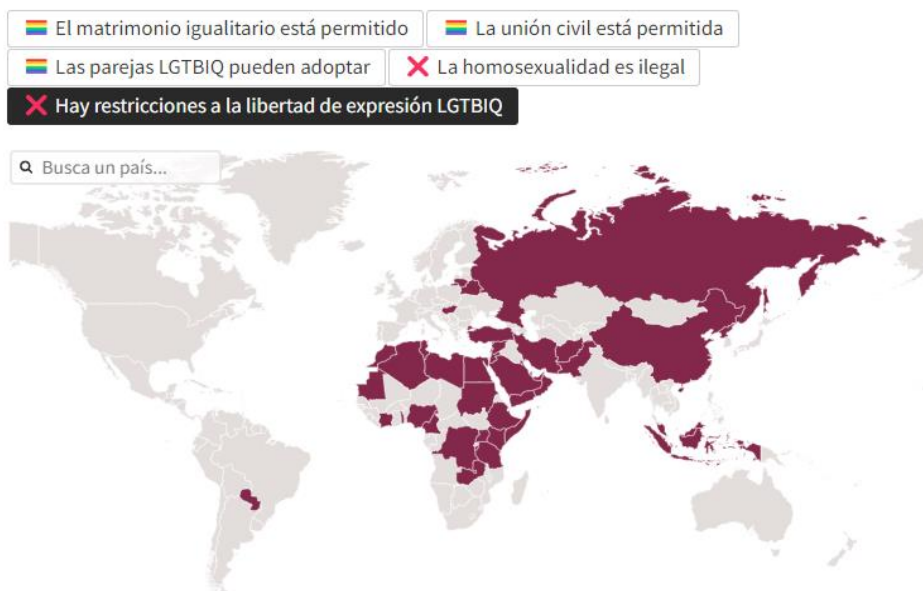 El matrimonio igualitario está permitido
La unión civil está permitida
Las parejas LGTBIQ pueden adoptar
La homosexualidad es ilegal
Hay restricciones a la libertad de expresión LGTBIQ
Busca un país...